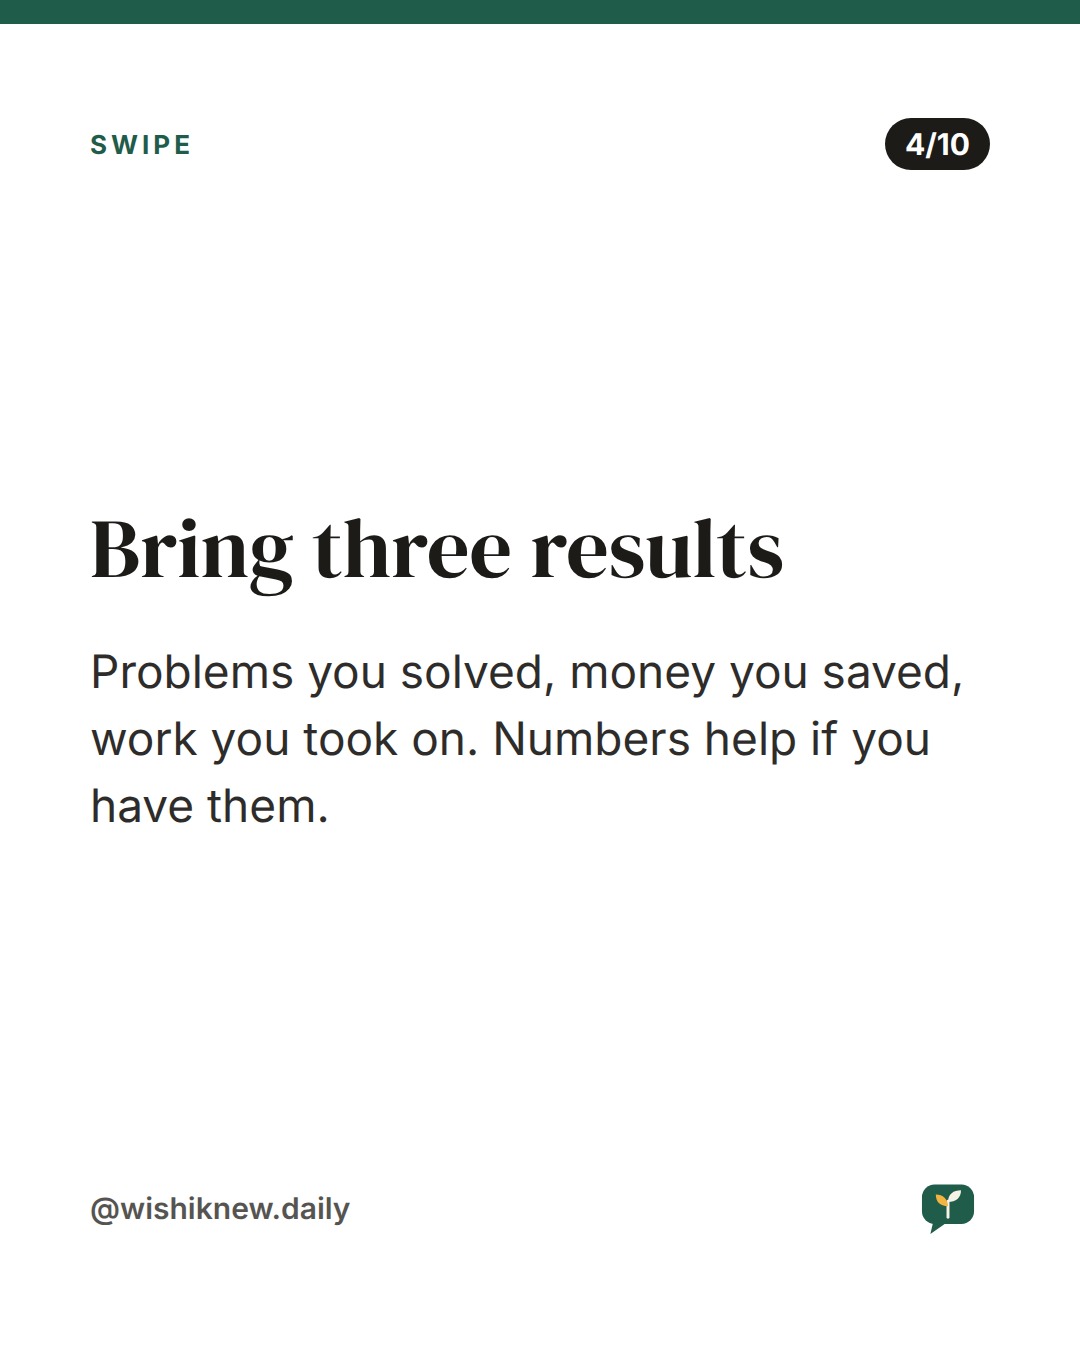 SWIPE
4/10
Bring three results
Problems you solved, money you saved,
work you took on. Numbers help if you
have them.
@wishiknew.daily